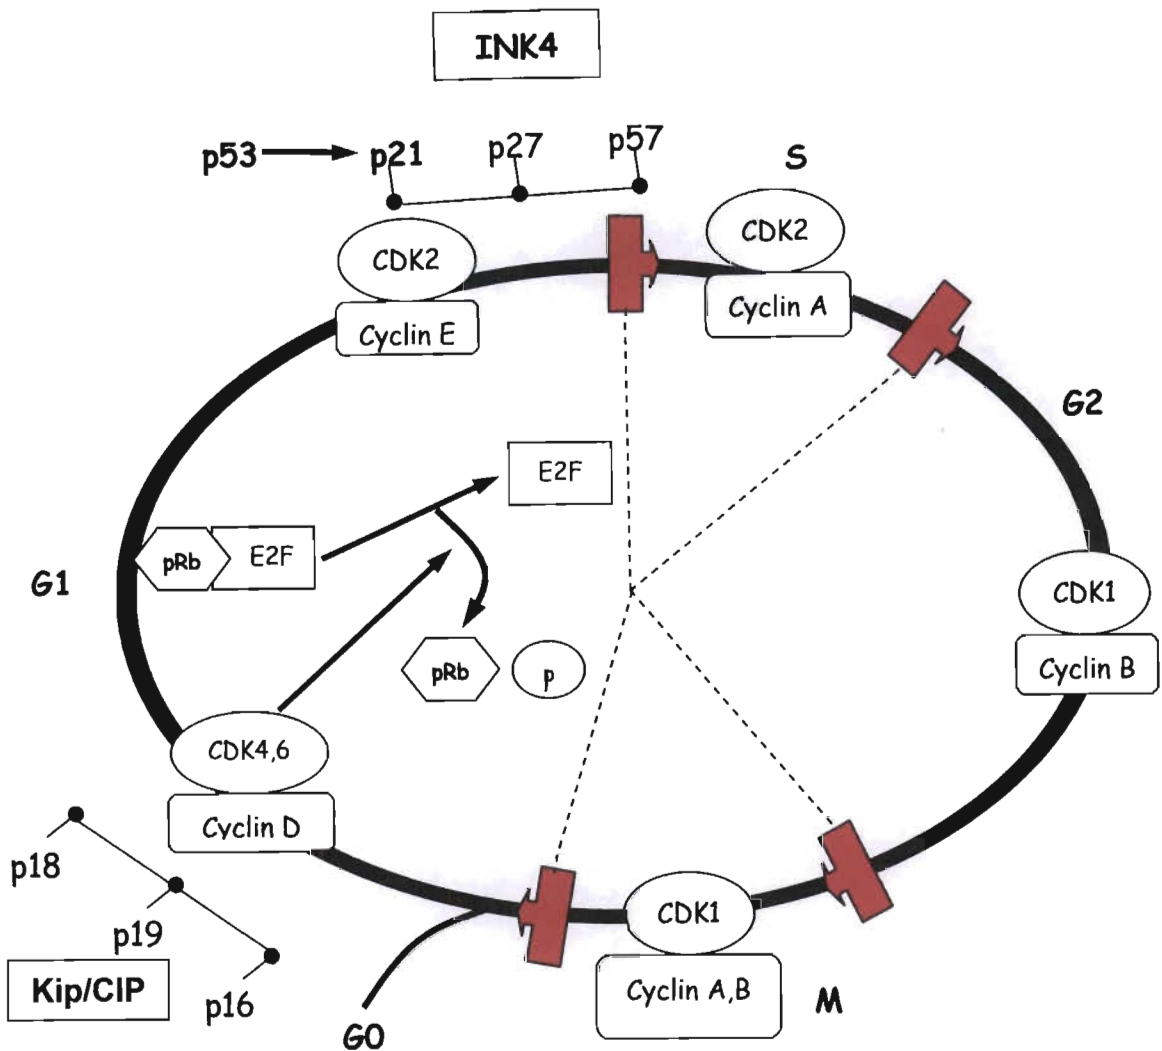 INK4
p53
p21
p27
p57
S
CDK2
CDK2
Cyclin E
Cyclin A
G2
E2F
pRb
E2F
G1
CDK1
Cyclin B
pRb
p
CDK4,6
Cyclin D
p18
p19
p16
Kip/CIP
CDK1
Cyclin A,B
M
G0